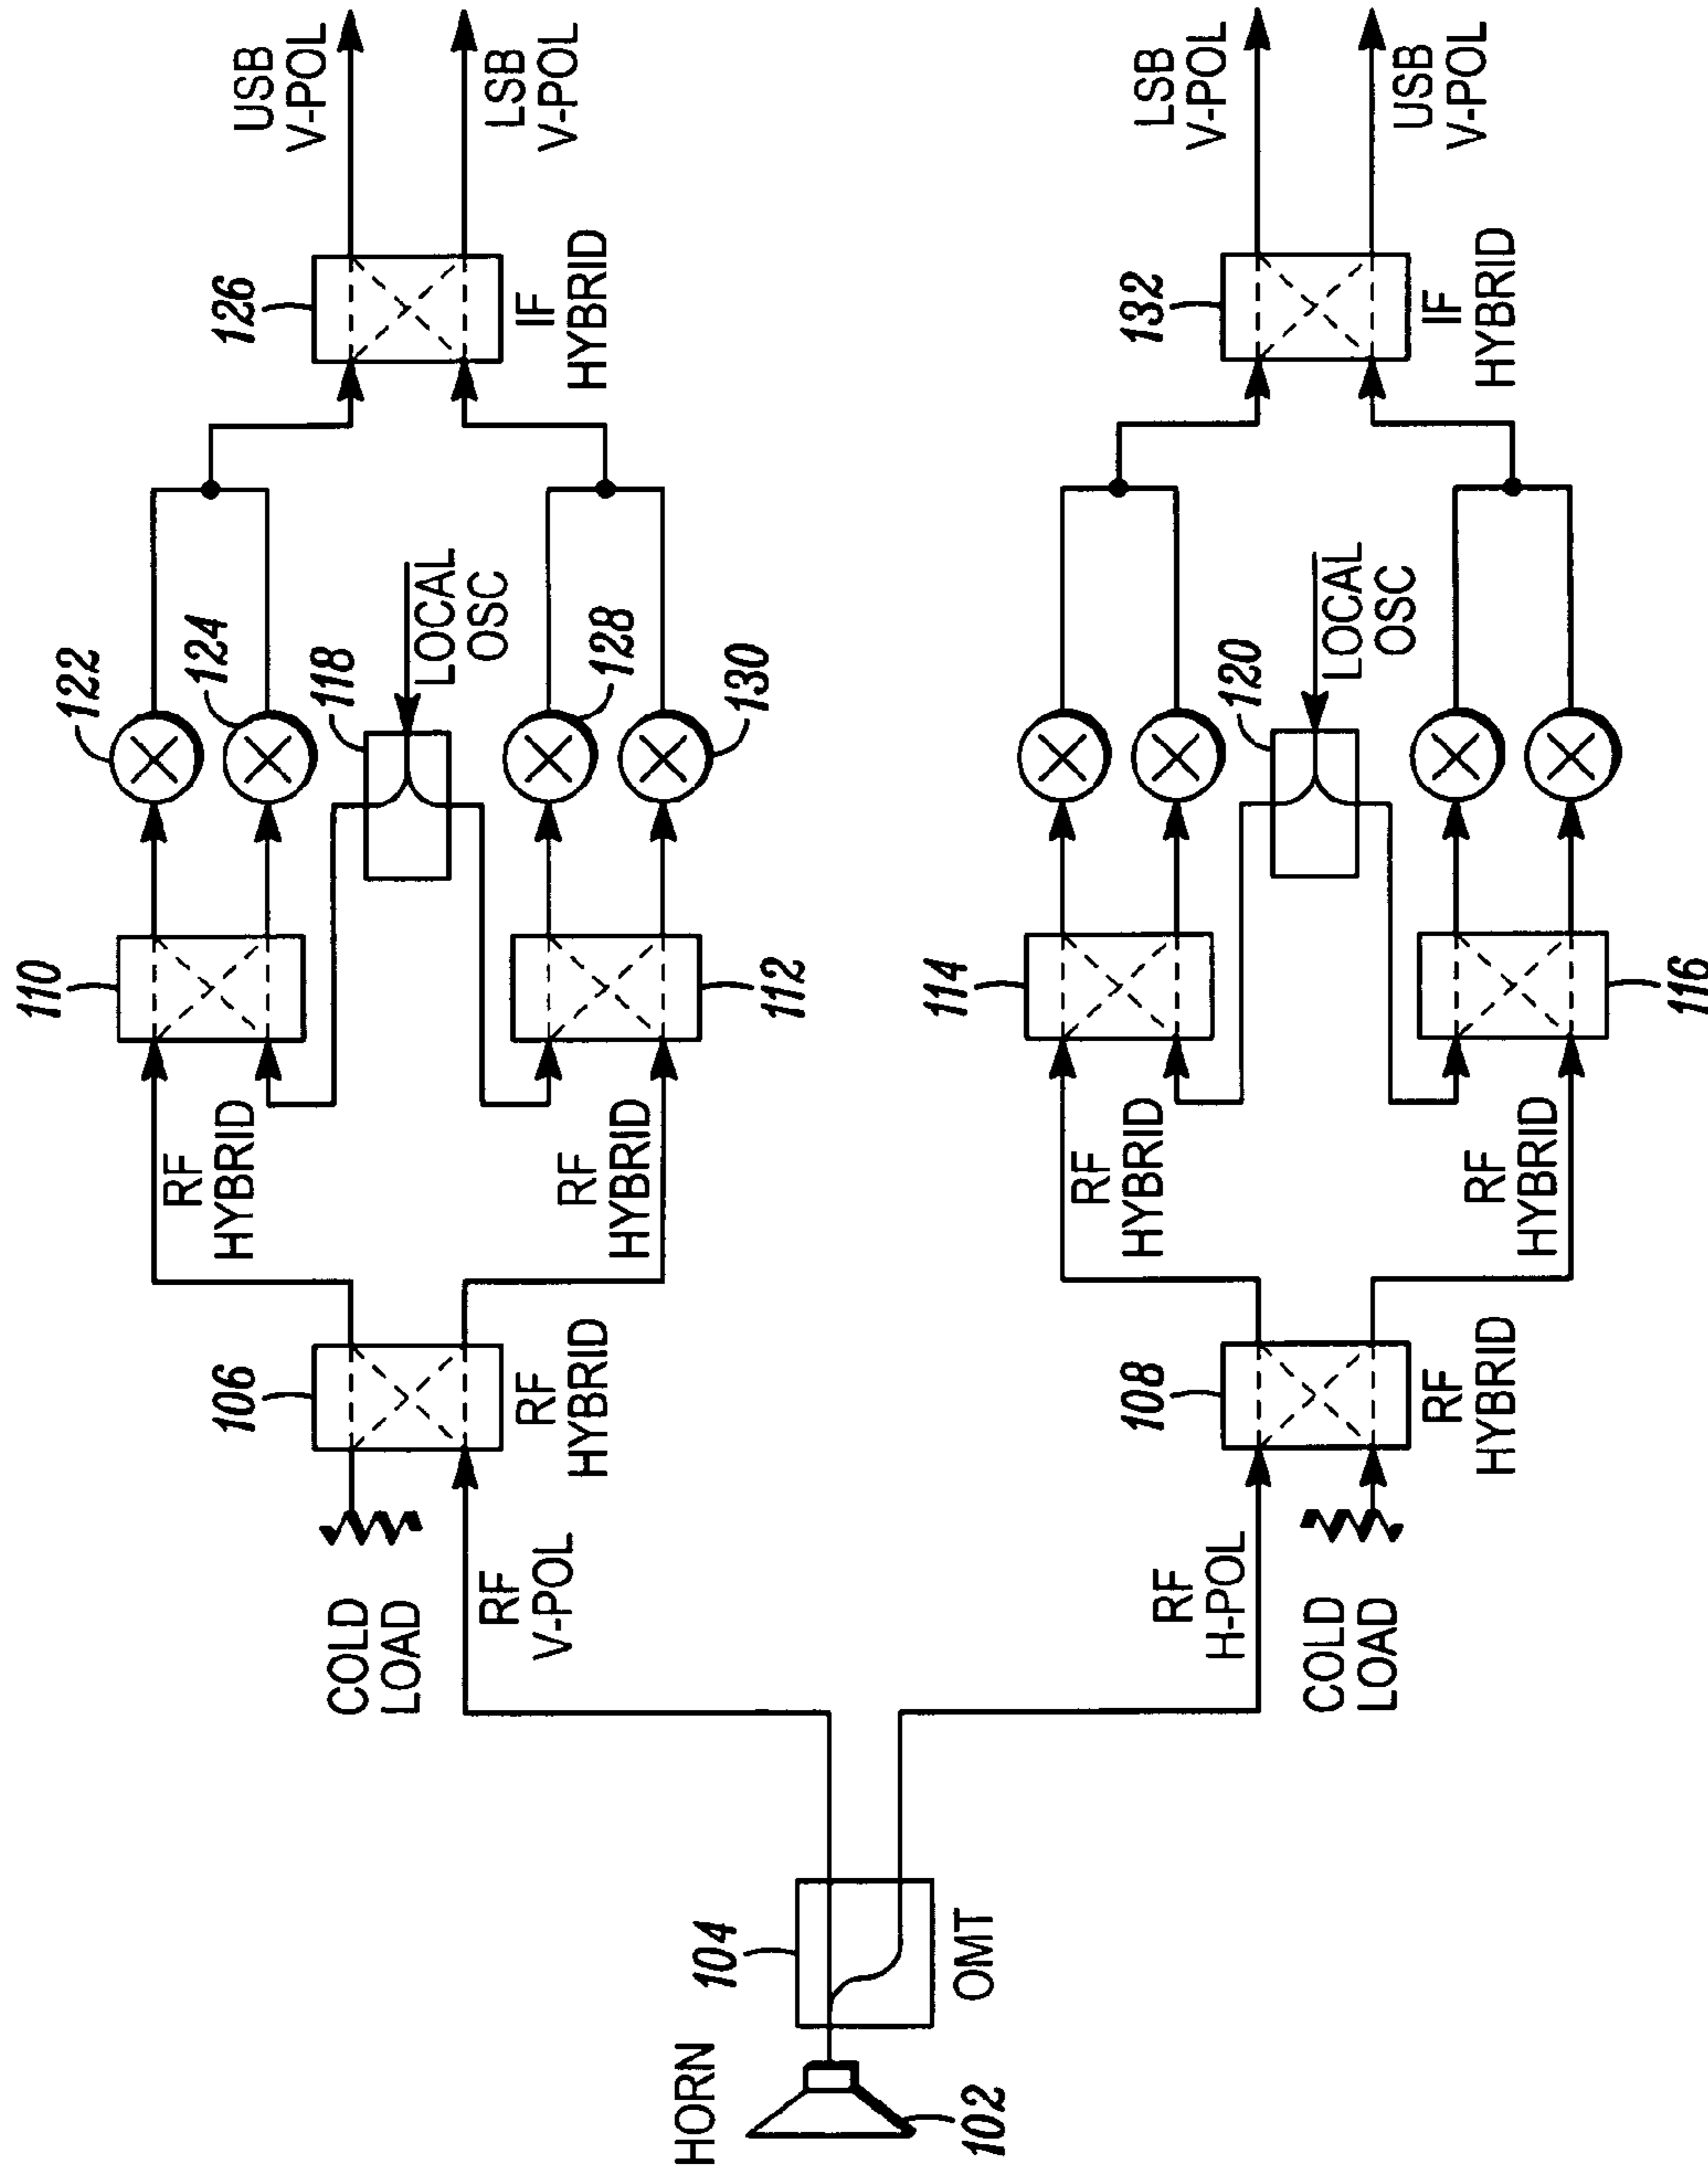 HORN
102
104
OMT
COLD
LOAD
RF
V-POL
106
RF
HYBRID
110
RF
HYBRID
122
124
118
LOCAL
OSC
128
130
RF
HYBRID
112
126
IF
HYBRID
USB
V-POL
LSB
V-POL
RF
H-POL
COLD
LOAD
108
RF
HYBRID
114
RF
HYBRID
120
LOCAL
OSC
RF
HYBRID
116
132
IF
HYBRID
LSB
V-POL
USB
V-POL